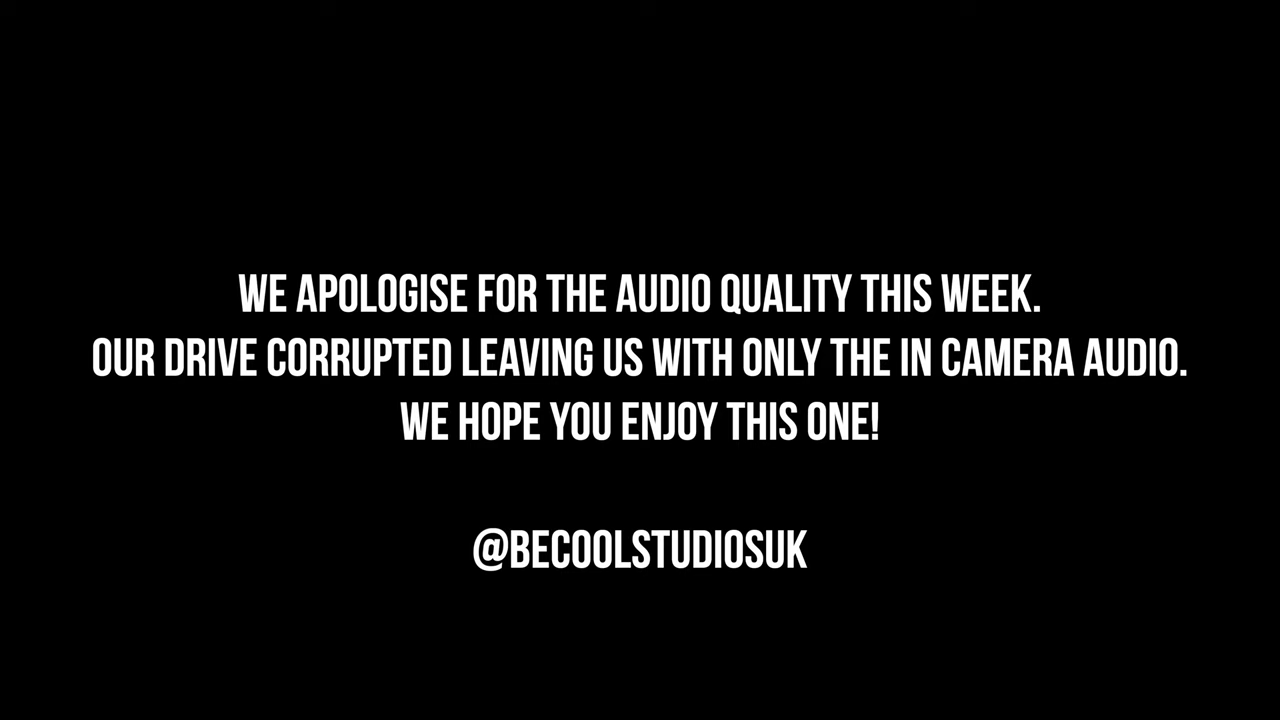 WE APOLOGISE FOR THE AUDIO QUALITY THIS WEEK.
OUR DRIVE CORRUPTED LEAVING US WITH ONLY THE IN CAMERA AUDIO.
WE HOPE YOU ENJOY THIS ONE!
@BECOOLSTUDIOSUK